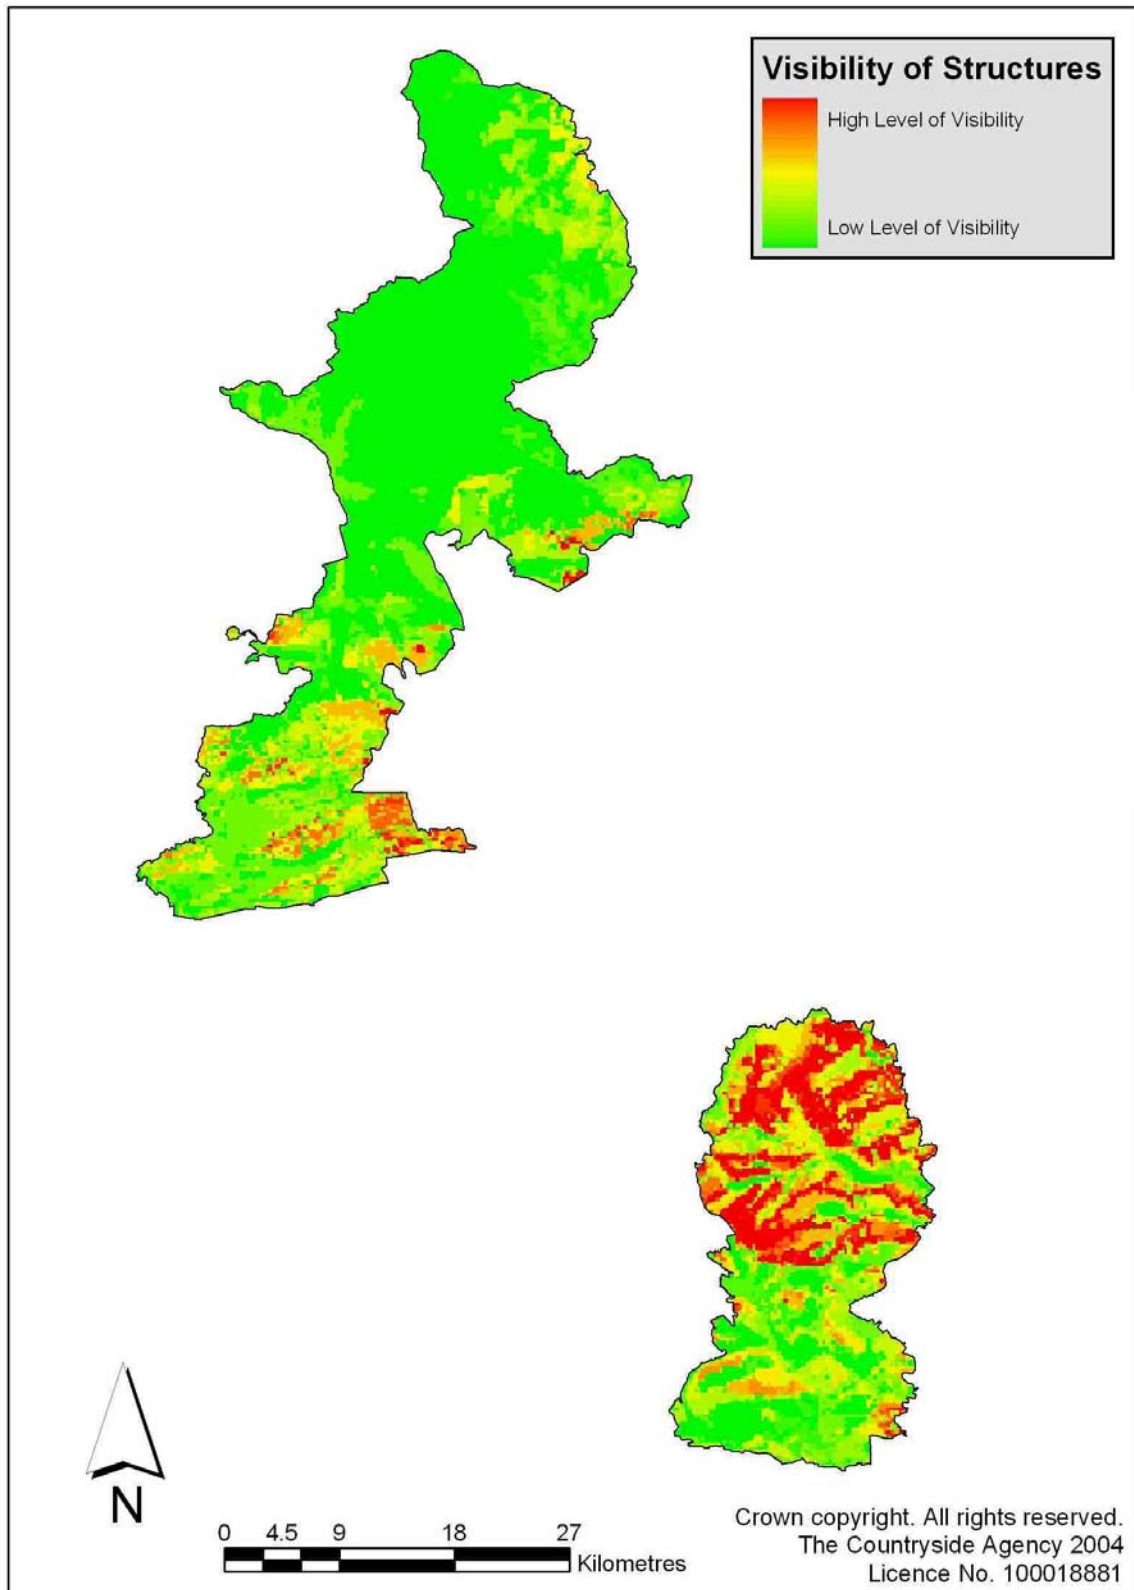 Visibility of Structures
High Level of Visibility
Low Level of Visibility
N
0 4.5 9 18 27
Kilometres
Crown copyright. All rights reserved.
The Countryside Agency 2004
Licence No. 100018881